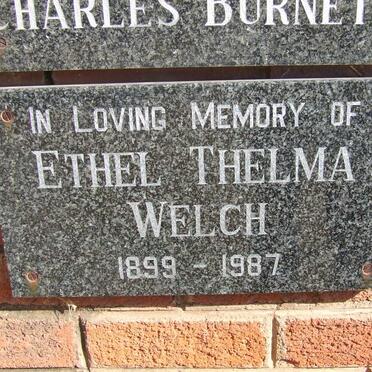 CHARLES BURNET
IN LOVING MEMORY OF
ETHEL THELMA
WELCH
1899 - 1987